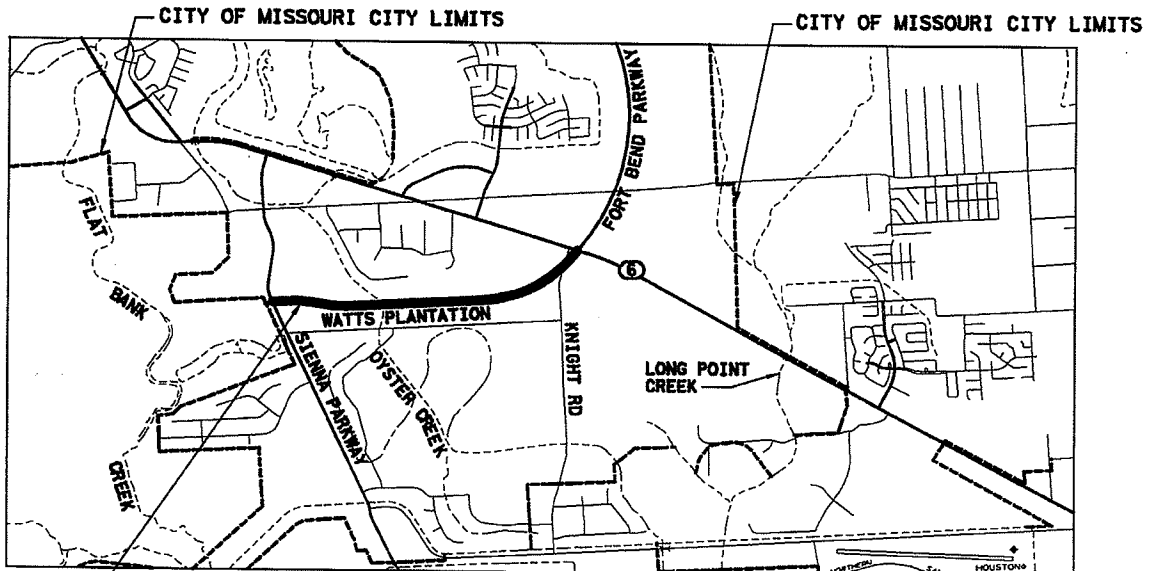 CITY OF MISSOURI CITY LIMITS
CITY OF MISSOURI CITY LIMITS
FORT BEND PARKWAY
FLAT
BANK
CREEK
6
WATTS PLANTATION
SIENNA PARKWAY
OYSTER CREEK
KNIGHT RD
LONG POINT
CREEK
HOUSTON